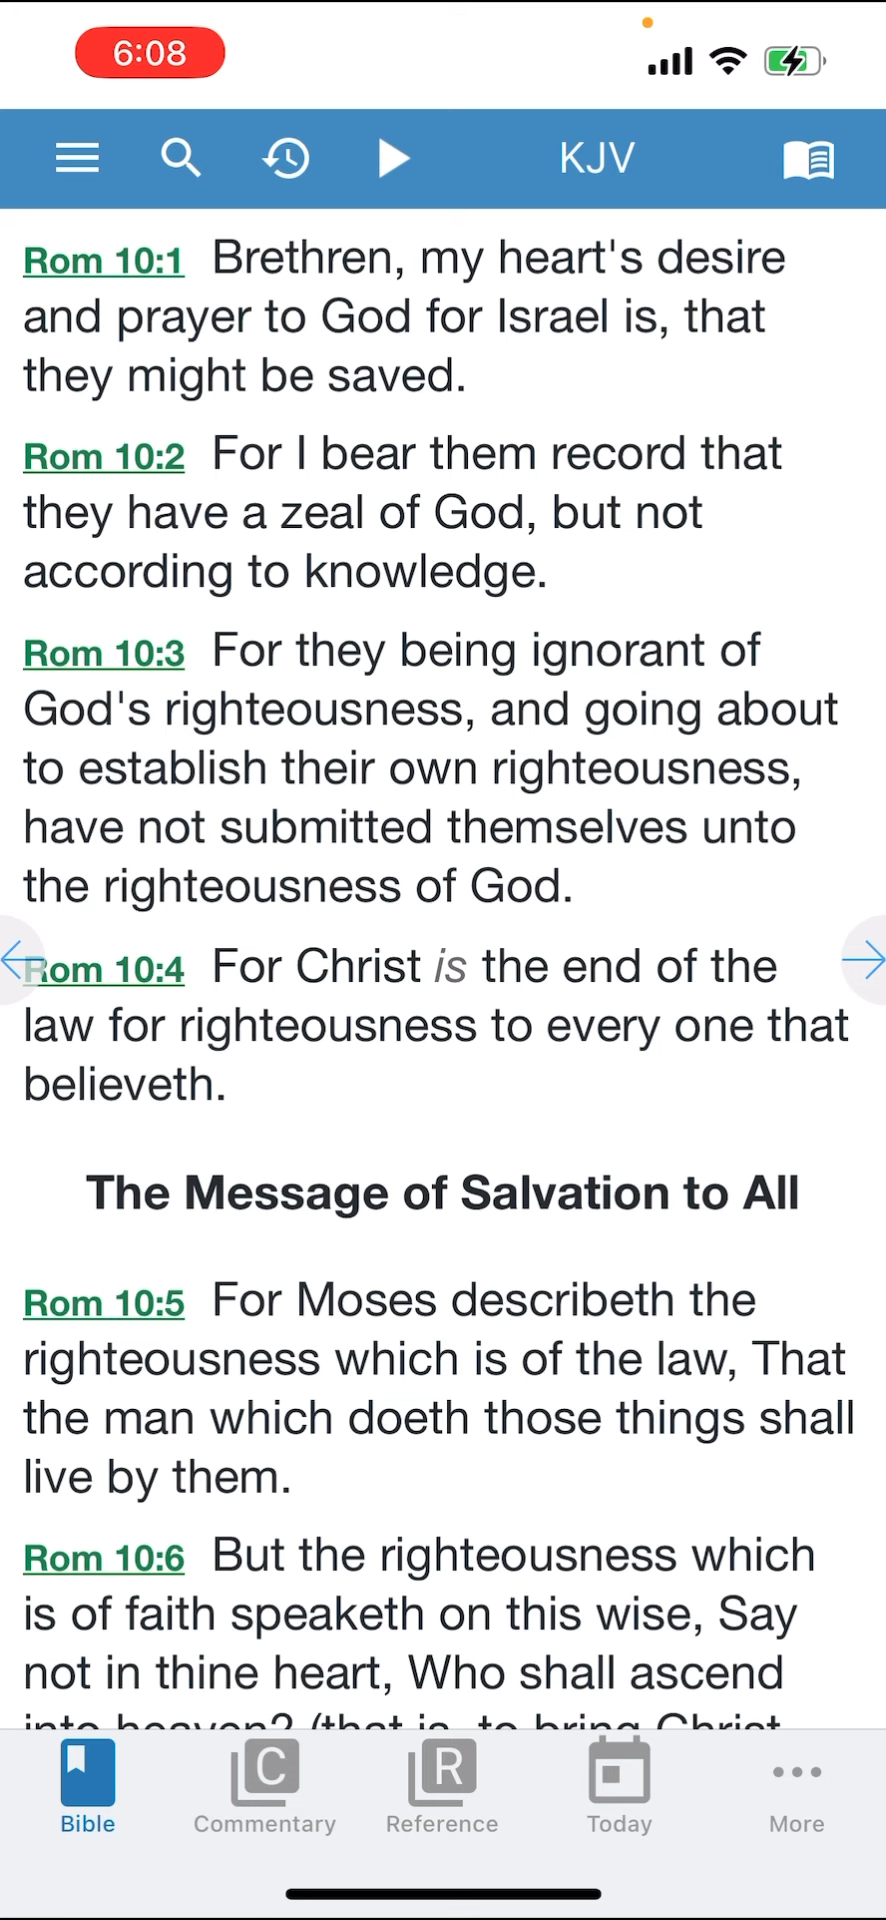 6:08
KJV
Rom 10:1 Brethren, my heart's desire
and prayer to God for Israel is, that
they might be saved.
Rom 10:2 For I bear them record that
they have a zeal of God, but not
according to knowledge.
Rom 10:3 For they being ignorant of
God's righteousness, and going about
to establish their own righteousness,
have not submitted themselves unto
the righteousness of God.
Rom 10:4 For Christ is the end of the
law for righteousness to every one that
believeth.
The Message of Salvation to All
Rom 10:5 For Moses describeth the
righteousness which is of the law, That
the man which doeth those things shall
live by them.
Rom 10:6 But the righteousness which
is of faith speaketh on this wise, Say
not in thine heart, Who shall ascend
into heaven? (that is, to bring Christ
C
R
Bible
Commentary
Reference
Today
More